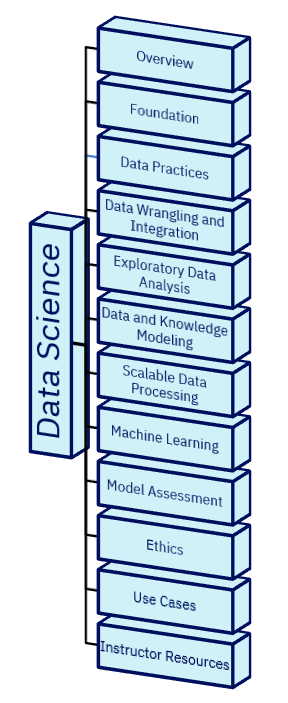 Data Science
Overview
Foundation
Data Practices
Data Wrangling and
Integration
Exploratory Data
Analysis
Data and Knowledge
Modeling
Scalable Data
Processing
Machine Learning
Model Assessment
Ethics
Use Cases
Instructor Resources